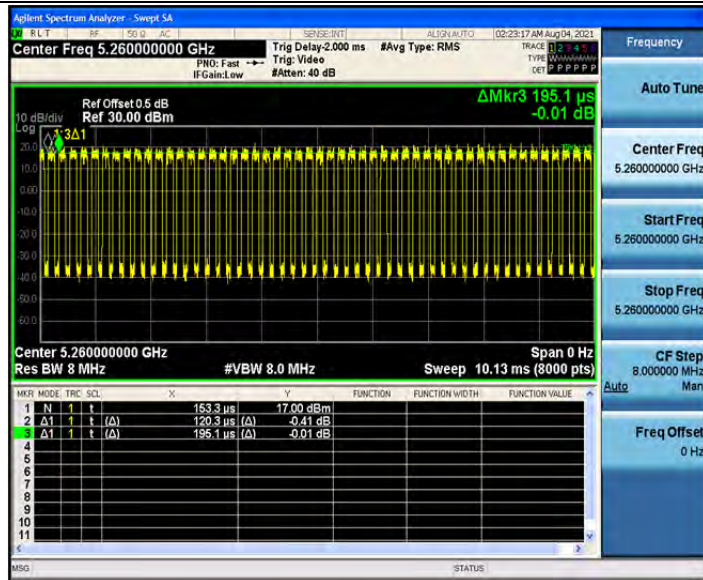 Agilent Spectrum Analyzer - Swept SA
RLT RF 50 Ω AC SENSE:INT ALIGN AUTO 02:23:17 AM Aug 04, 2021
Center Freq 5.260000000 GHz
PNO: Fast
IFGain:Low
Trig Delay-2.000 ms
Trig: Video
#Atten: 40 dB
#Avg Type: RMS
TRACE 1 2 3 4 5 6
TYPE
DET P P P P P P
Ref Offset 0.5 dB
10 dB/div Ref 30.00 dBm
Log
ΔMkr3 195.1 µs
-0.01 dB
3Δ1
20.0
10.0
0.00
-10.0
-20.0
-30.0
-40.0
-50.0
-60.0
Center 5.260000000 GHz Span 0 Hz
Res BW 8 MHz #VBW 8.0 MHz Sweep 10.13 ms (8000 pts)
MKR MODE TRC SCL X Y FUNCTION FUNCTION WIDTH FUNCTION VALUE
1 N 1 t 153.3 µs 17.00 dBm
2 Δ1 1 t (Δ) 120.3 µs (Δ) -0.41 dB
3 Δ1 1 t (Δ) 195.1 µs (Δ) -0.01 dB
4
5
6
7
8
9
10
11
MSG STATUS
Frequency
Auto Tune
Center Freq
5.260000000 GHz
Start Freq
5.260000000 GHz
Stop Freq
5.260000000 GHz
CF Step
8.000000 MHz
Auto Man
Freq Offset
0 Hz